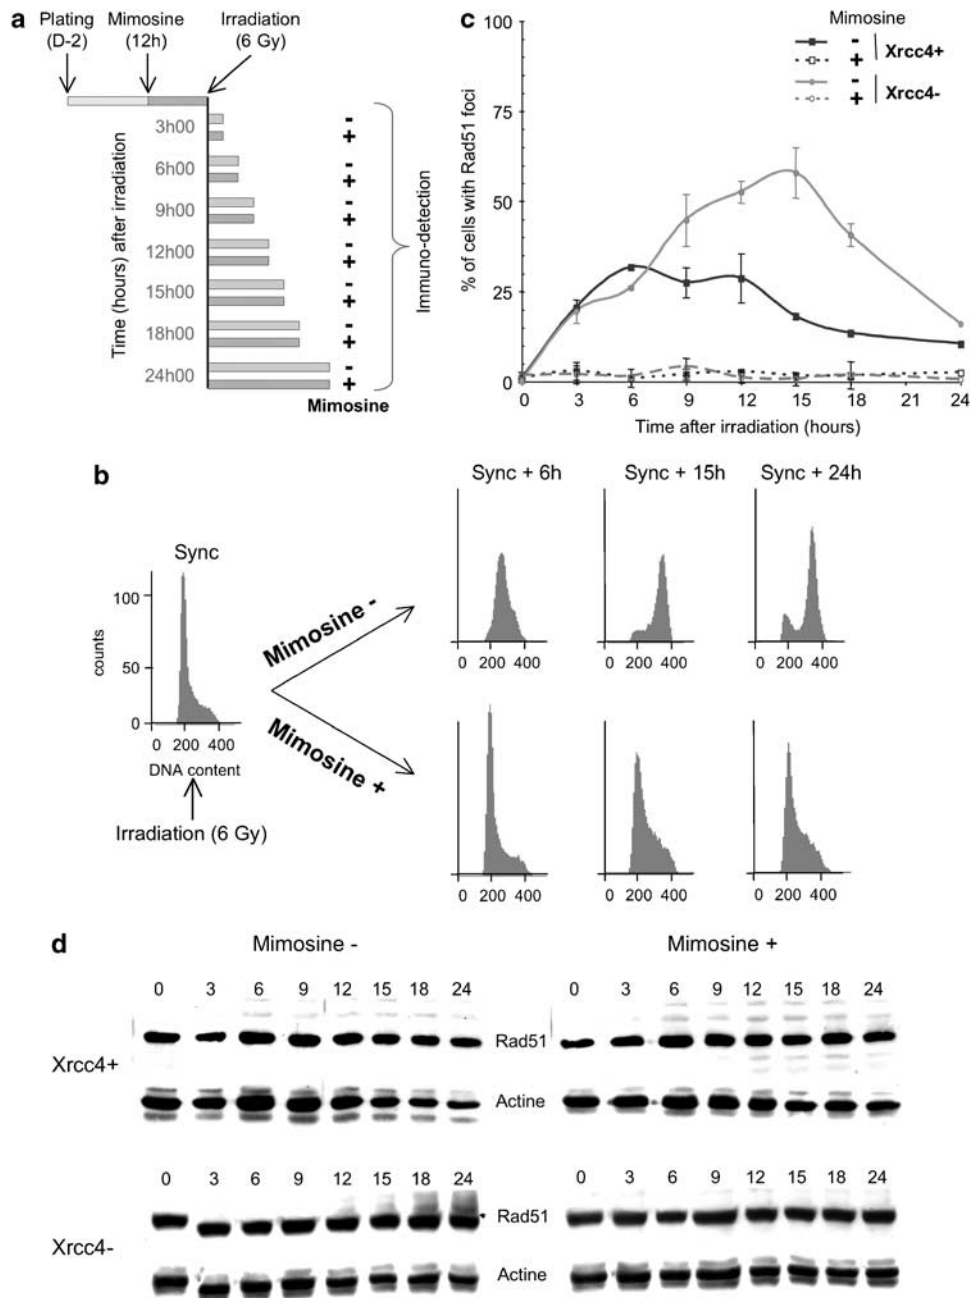 a
Plating Mimosine Irradiation
(D-2) (12h) (6 Gy)
Time (hours) after irradiation
3h00 - +
6h00 - +
9h00 - +
12h00 - +
15h00 - +
18h00 - +
24h00 - +
Mimosine
Immuno-detection
c
Mimosine
- Xrcc4+
+
- Xrcc4-
+
% of cells with Rad51 foci
100
75
50
25
0
0 3 6 9 12 15 18 21 24
Time after irradiation (hours)
b
Sync
counts
100
50
0
0 200 400
DNA content
Irradiation (6 Gy)
Mimosine -
Mimosine +
Sync + 6h Sync + 15h Sync + 24h
0 200 400 0 200 400 0 200 400
0 200 400 0 200 400 0 200 400
d
Mimosine - Mimosine +
0 3 6 9 12 15 18 24 0 3 6 9 12 15 18 24
Xrcc4+
Rad51
Actine
0 3 6 9 12 15 18 24 0 3 6 9 12 15 18 24
Xrcc4-
Rad51
Actine